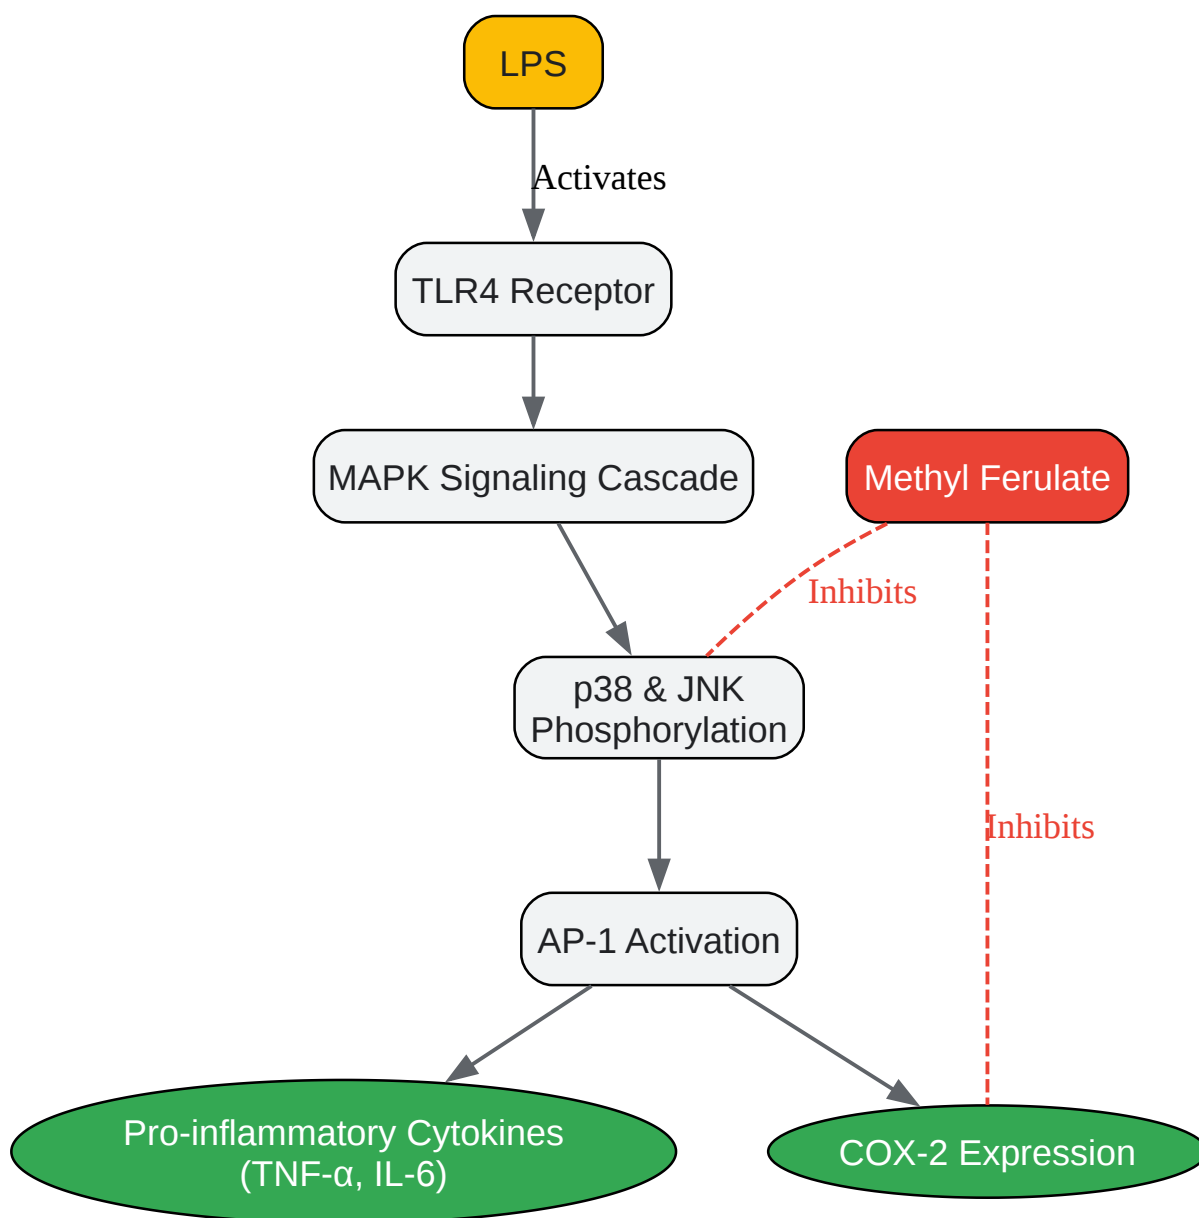 LPS
Activates
TLR4 Receptor
MAPK Signaling Cascade
Methyl Ferulate
Inhibits
p38 & JNK
Phosphorylation
Inhibits
AP-1 Activation
Pro-inflammatory Cytokines
(TNF-α, IL-6)
COX-2 Expression